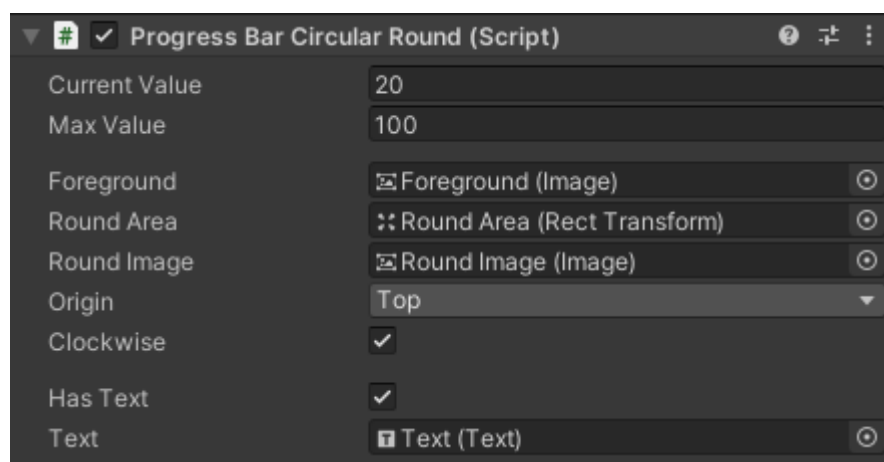 Progress Bar Circular Round (Script)
Current Value 20
Max Value 100
Foreground Foreground (Image)
Round Area Round Area (Rect Transform)
Round Image Round Image (Image)
Origin Top
Clockwise
Has Text
Text Text (Text)